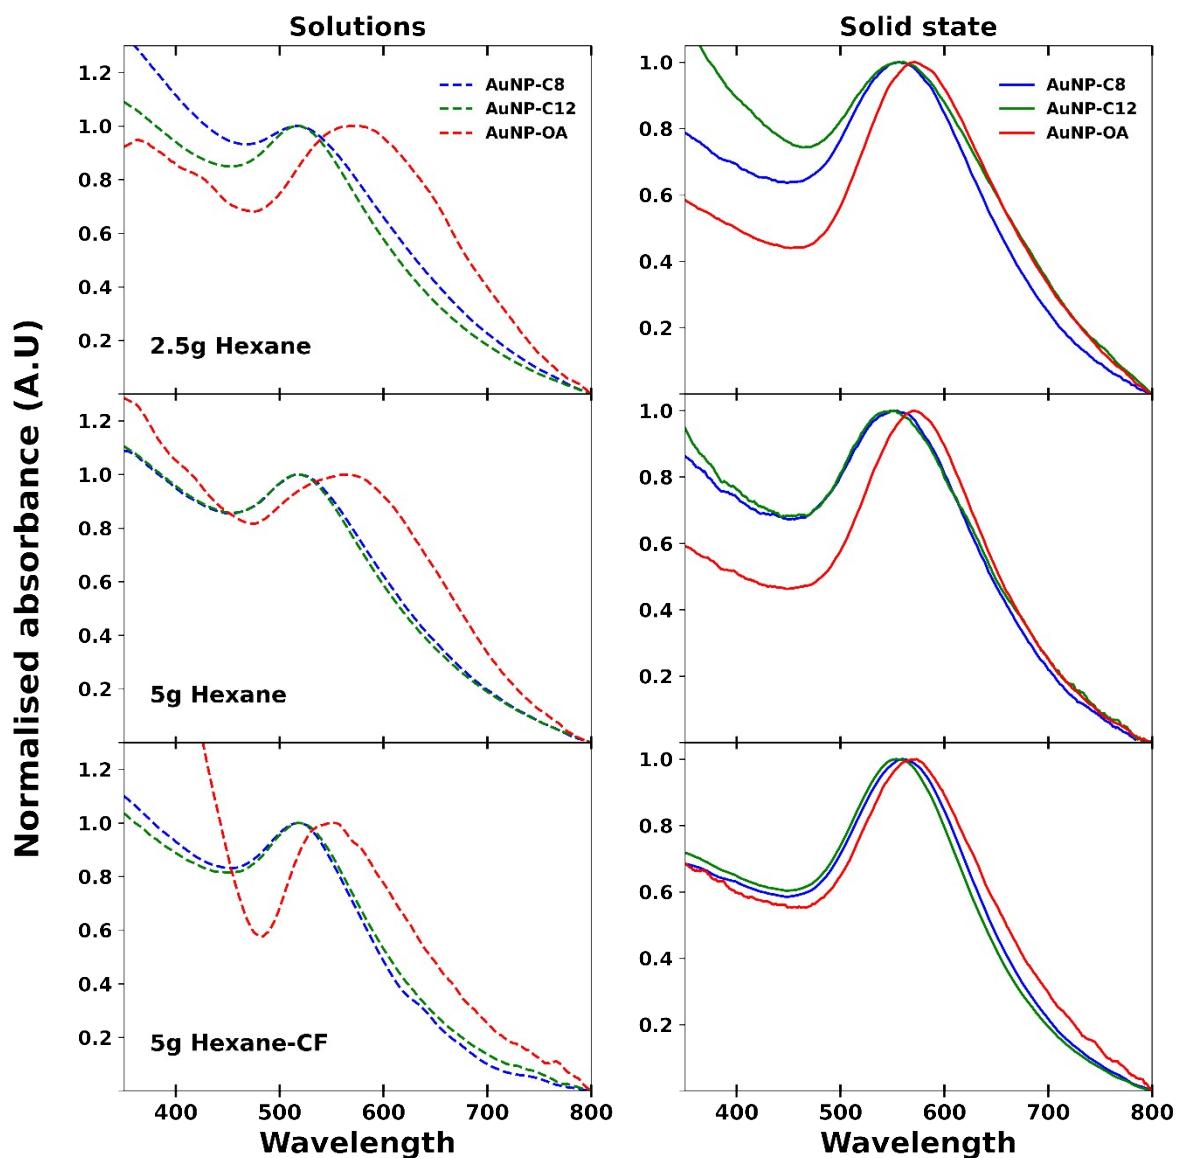 Solutions
Solid state
Normalised absorbance (A.U)
1.2
1.0
0.8
0.6
0.4
0.2
AuNP-C8
AuNP-C12
AuNP-OA
2.5g Hexane
1.0
0.8
0.6
0.4
0.2
AuNP-C8
AuNP-C12
AuNP-OA
1.2
1.0
0.8
0.6
0.4
0.2
5g Hexane
1.0
0.8
0.6
0.4
0.2
1.2
1.0
0.8
0.6
0.4
0.2
5g Hexane-CF
1.0
0.8
0.6
0.4
0.2
400 500 600 700 800
400 500 600 700 800
Wavelength
Wavelength